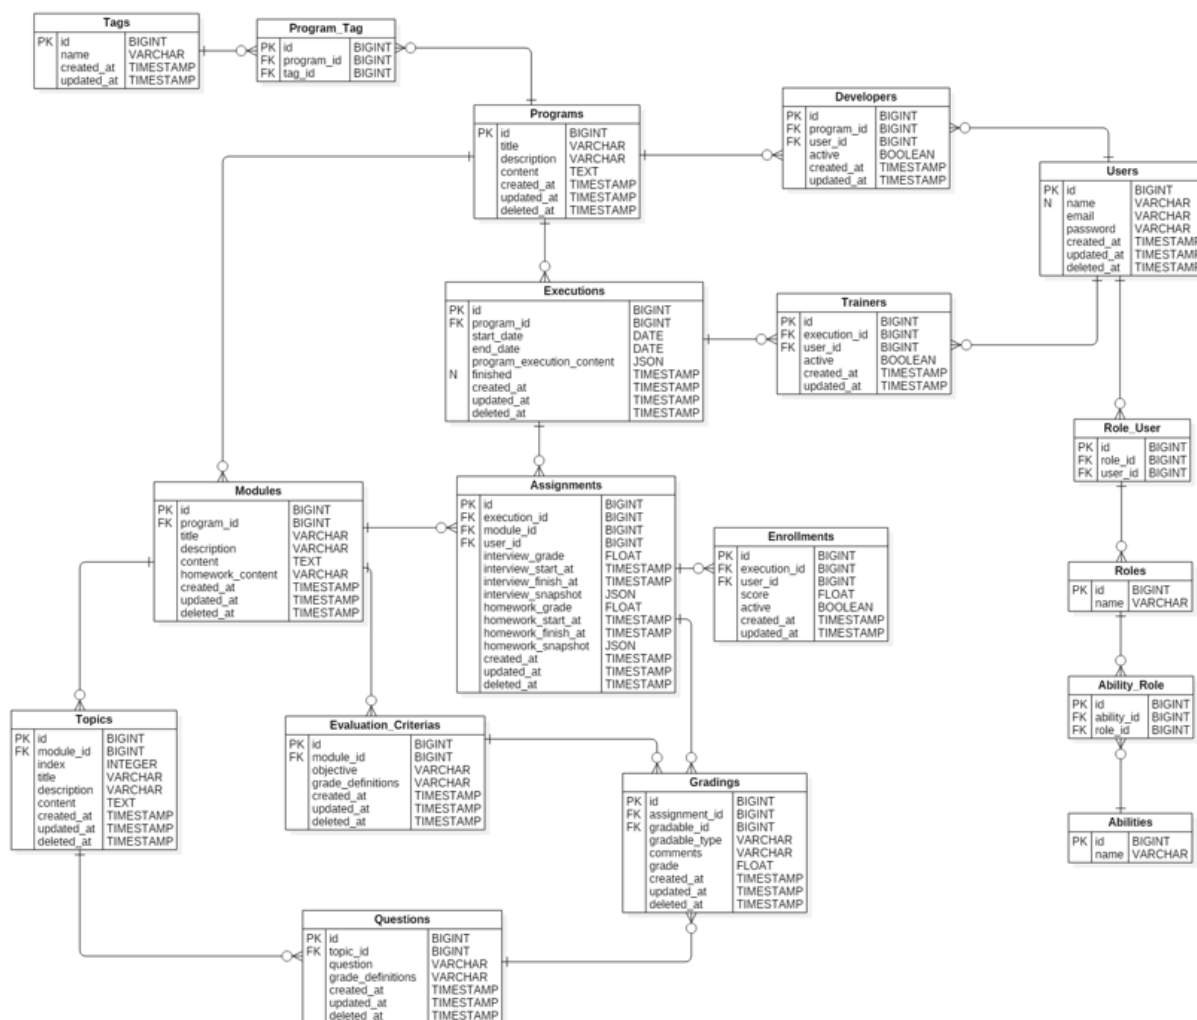 Tags
PK id BIGINT
name VARCHAR
created_at TIMESTAMP
updated_at TIMESTAMP
Program_Tag
PK id BIGINT
FK program_id BIGINT
FK tag_id BIGINT
Programs
PK id BIGINT
title VARCHAR
description VARCHAR
content TEXT
created_at TIMESTAMP
updated_at TIMESTAMP
deleted_at TIMESTAMP
Developers
PK id BIGINT
FK program_id BIGINT
FK user_id BIGINT
active BOOLEAN
created_at TIMESTAMP
updated_at TIMESTAMP
Users
PK id BIGINT
N name VARCHAR
email VARCHAR
password VARCHAR
created_at TIMESTAMP
updated_at TIMESTAMP
deleted_at TIMESTAMP
Executions
PK id BIGINT
FK program_id BIGINT
start_date DATE
end_date DATE
program_execution_content JSON
N finished TIMESTAMP
created_at TIMESTAMP
updated_at TIMESTAMP
deleted_at TIMESTAMP
Trainers
PK id BIGINT
FK execution_id BIGINT
FK user_id BIGINT
active BOOLEAN
created_at TIMESTAMP
updated_at TIMESTAMP
Role_User
PK id BIGINT
FK role_id BIGINT
FK user_id BIGINT
Modules
PK id BIGINT
FK program_id BIGINT
title VARCHAR
description VARCHAR
content TEXT
homework_content VARCHAR
created_at TIMESTAMP
updated_at TIMESTAMP
deleted_at TIMESTAMP
Assignments
PK id BIGINT
FK execution_id BIGINT
FK module_id BIGINT
FK user_id BIGINT
interview_grade FLOAT
interview_start_at TIMESTAMP
interview_finish_at TIMESTAMP
interview_snapshot JSON
homework_grade FLOAT
homework_start_at TIMESTAMP
homework_finish_at TIMESTAMP
homework_snapshot JSON
created_at TIMESTAMP
updated_at TIMESTAMP
deleted_at TIMESTAMP
Enrollments
PK id BIGINT
FK execution_id BIGINT
FK user_id BIGINT
score FLOAT
active BOOLEAN
created_at TIMESTAMP
updated_at TIMESTAMP
Roles
PK id BIGINT
name VARCHAR
Ability_Role
PK id BIGINT
FK ability_id BIGINT
FK role_id BIGINT
Topics
PK id BIGINT
FK module_id BIGINT
index INTEGER
title VARCHAR
description VARCHAR
content TEXT
created_at TIMESTAMP
updated_at TIMESTAMP
deleted_at TIMESTAMP
Evaluation_Criterias
PK id BIGINT
FK module_id BIGINT
objective VARCHAR
grade_definitions VARCHAR
created_at TIMESTAMP
updated_at TIMESTAMP
deleted_at TIMESTAMP
Gradings
PK id BIGINT
FK assignment_id BIGINT
FK gradable_id BIGINT
gradable_type VARCHAR
comments VARCHAR
grade FLOAT
created_at TIMESTAMP
updated_at TIMESTAMP
deleted_at TIMESTAMP
Abilities
PK id BIGINT
name VARCHAR
Questions
PK id BIGINT
FK topic_id BIGINT
question VARCHAR
grade_definitions VARCHAR
created_at TIMESTAMP
updated_at TIMESTAMP
deleted_at TIMESTAMP